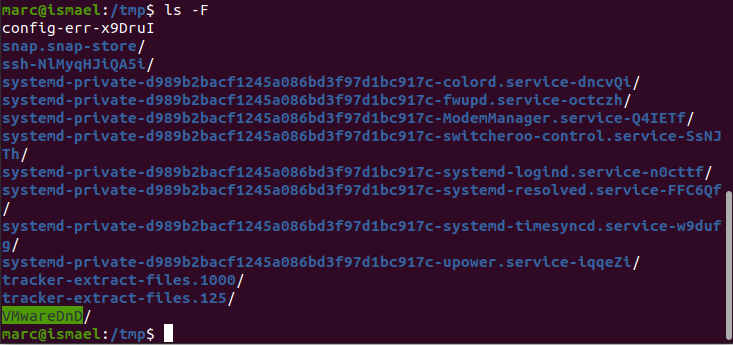 marc@ismael:/tmp$ ls -F
config-err-x9DruI
snap.snap-store/
ssh-NlMyqHJiQA5i/
systemd-private-d989b2bacf1245a086bd3f97d1bc917c-colord.service-dncvQi/
systemd-private-d989b2bacf1245a086bd3f97d1bc917c-fwupd.service-octczh/
systemd-private-d989b2bacf1245a086bd3f97d1bc917c-ModemManager.service-Q4IETf/
systemd-private-d989b2bacf1245a086bd3f97d1bc917c-switcheroo-control.service-SsNJ
Th/
systemd-private-d989b2bacf1245a086bd3f97d1bc917c-systemd-logind.service-n0cttf/
systemd-private-d989b2bacf1245a086bd3f97d1bc917c-systemd-resolved.service-FFC6Qf
/
systemd-private-d989b2bacf1245a086bd3f97d1bc917c-systemd-timesyncd.service-w9duf
g/
systemd-private-d989b2bacf1245a086bd3f97d1bc917c-upower.service-iqqeZi/
tracker-extract-files.1000/
tracker-extract-files.125/
VMwareDnD/
marc@ismael:/tmp$